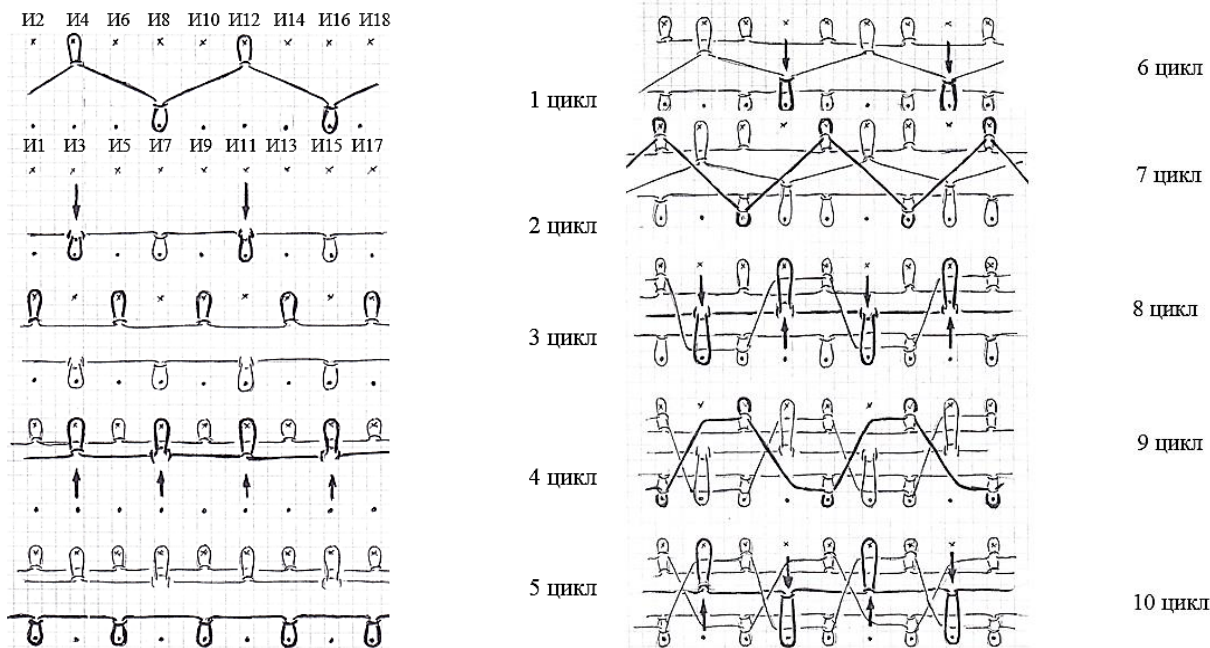 И2 И4 И6 И8 И10 И12 И14 И16 И18
И1 И3 И5 И7 И9 И11 И13 И15 И17
1 цикл
2 цикл
3 цикл
4 цикл
5 цикл
6 цикл
7 цикл
8 цикл
9 цикл
10 цикл